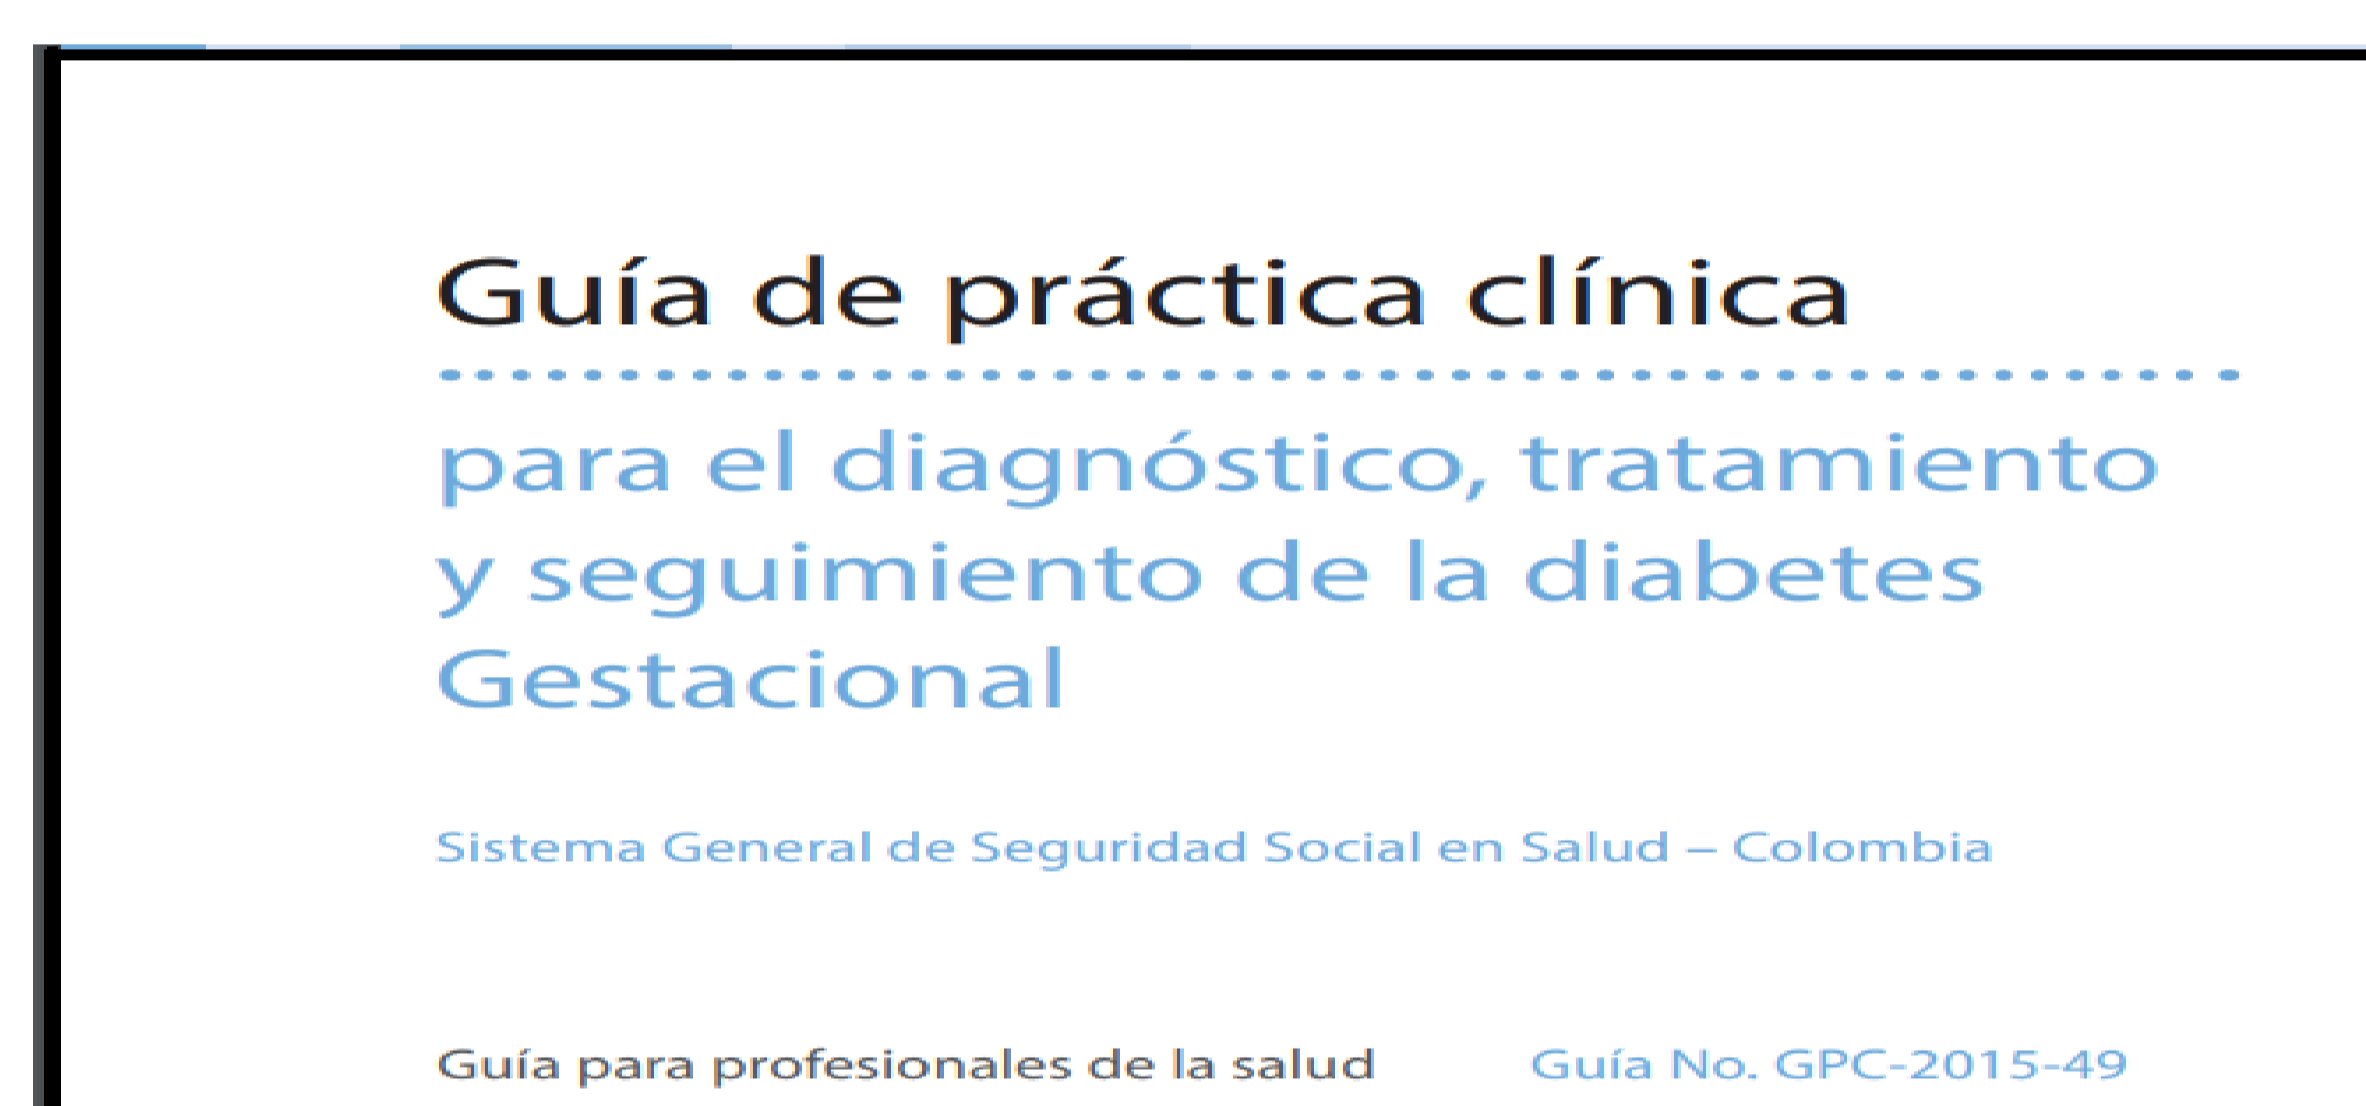 Guía de práctica clínica
para el diagnóstico, tratamiento
y seguimiento de la diabetes
Gestacional
Sistema General de Seguridad Social en Salud – Colombia
Guía para profesionales de la salud Guía No. GPC-2015-49